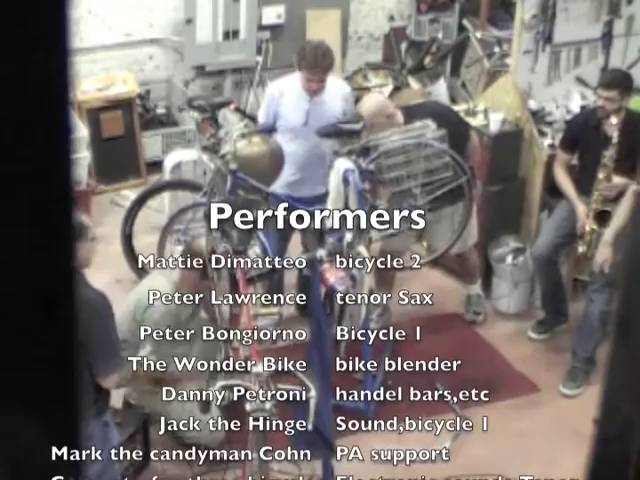 Performers
Mattie Dimatteo bicycle 2
Peter Lawrence tenor Sax
Peter Bongiorno Bicycle 1
The Wonder Bike bike blender
Danny Petroni handel bars,etc
Jack the Hinge Sound,bicycle 1
Mark the candyman Cohn PA support